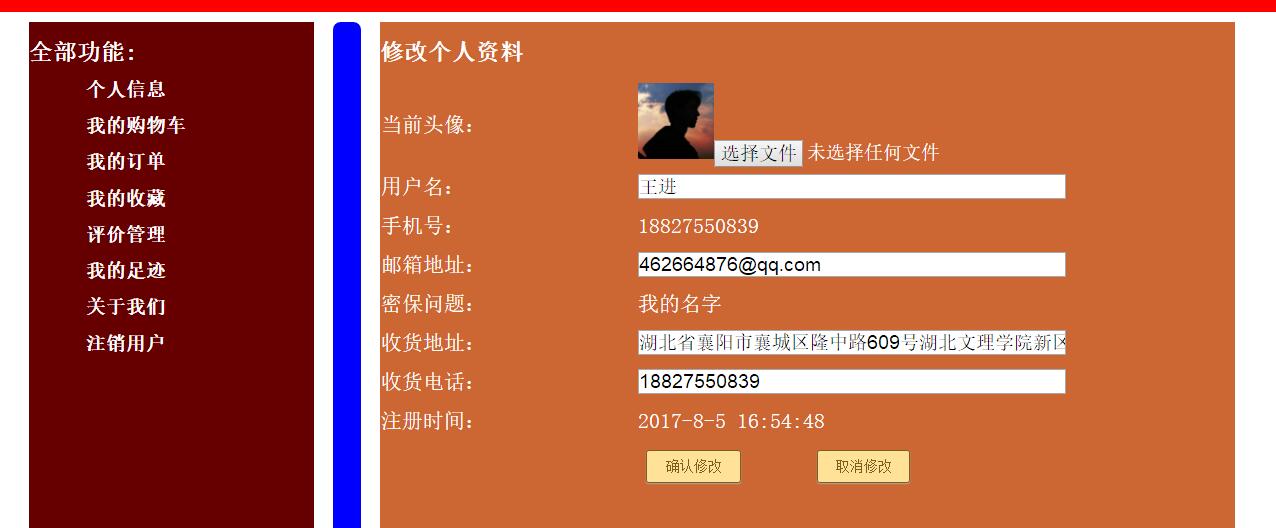 全部功能:
个人信息
我的购物车
我的订单
我的收藏
评价管理
我的足迹
关于我们
注销用户
修改个人资料
当前头像: 选择文件 未选择任何文件
用户名: 王进
手机号: 18827550839
邮箱地址: 462664876@qq.com
密保问题: 我的名字
收货地址: 湖北省襄阳市襄城区隆中路609号湖北文理学院新区
收货电话: 18827550839
注册时间: 2017-8-5 16:54:48
确认修改 取消修改